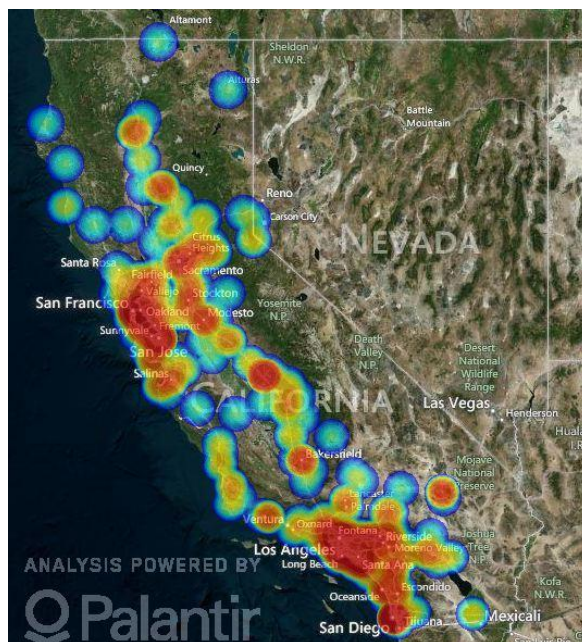 Altamont
Sheldon
N.W.R.
Alturas
Battle
Mountain
Quincy
Reno
Carson City
Citrus
Heights
NEVADA
Santa Rosa
Fairfield
Sacramento
Vallejo
Stockton
San Francisco
Oakland
Modesto
Yosemite
N.P.
Sunnyvale
Fremont
San Jose
Death
Valley
N.P.
Desert
National
Wildlife
Range
Salinas
CALIFORNIA
Las Vegas
Henderson
Bakersfield
Mojave
National
Preserve
Lancaster
Palmdale
Ventura
Oxnard
Fontana
Riverside
Joshua
Tree
N.P.
Los Angeles
Moreno Valley
Long Beach
Santa Ana
Kofa
N.W.R.
ANALYSIS POWERED BY
Escondido
Oceanside
Palantir
San Diego
Tijuana
Mexicali